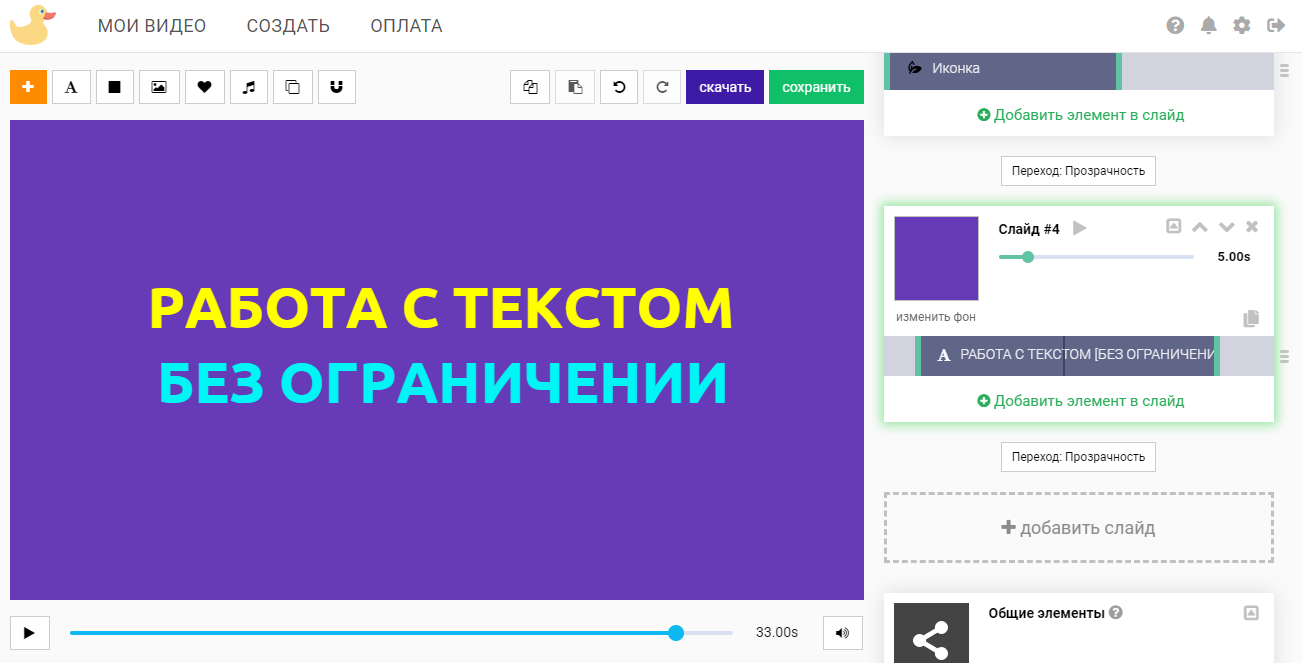 МОИ ВИДЕО СОЗДАТЬ ОПЛАТА
скачать сохранить
РАБОТА С ТЕКСТОМ
БЕЗ ОГРАНИЧЕНИИ
33.00s
Иконка
Добавить элемент в слайд
Переход: Прозрачность
Слайд #4
5.00s
изменить фон
РАБОТА С ТЕКСТОМ [БЕЗ ОГРАНИЧЕНИ
Добавить элемент в слайд
Переход: Прозрачность
добавить слайд
Общие элементы